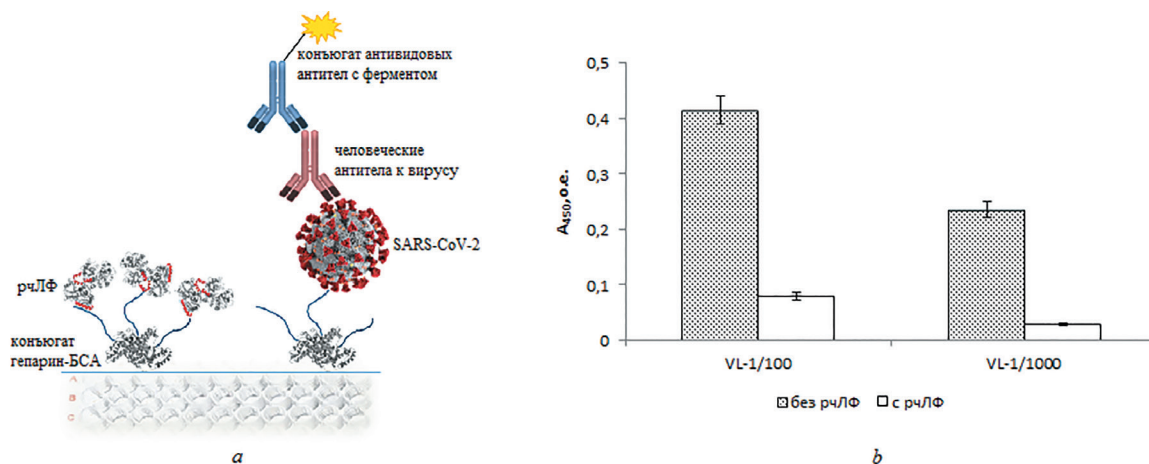 конъюгат антивидовых
антител с ферментом
человеческие
антитела к вирусу
SARS-CoV-2
рчЛФ
конъюгат
гепарин-БСА
A
B
C
a
0,5
0,4
0,3
0,2
0,1
0
A450, о.е.
VL-1/100
VL-1/1000
без рчЛФ
с рчЛФ
b